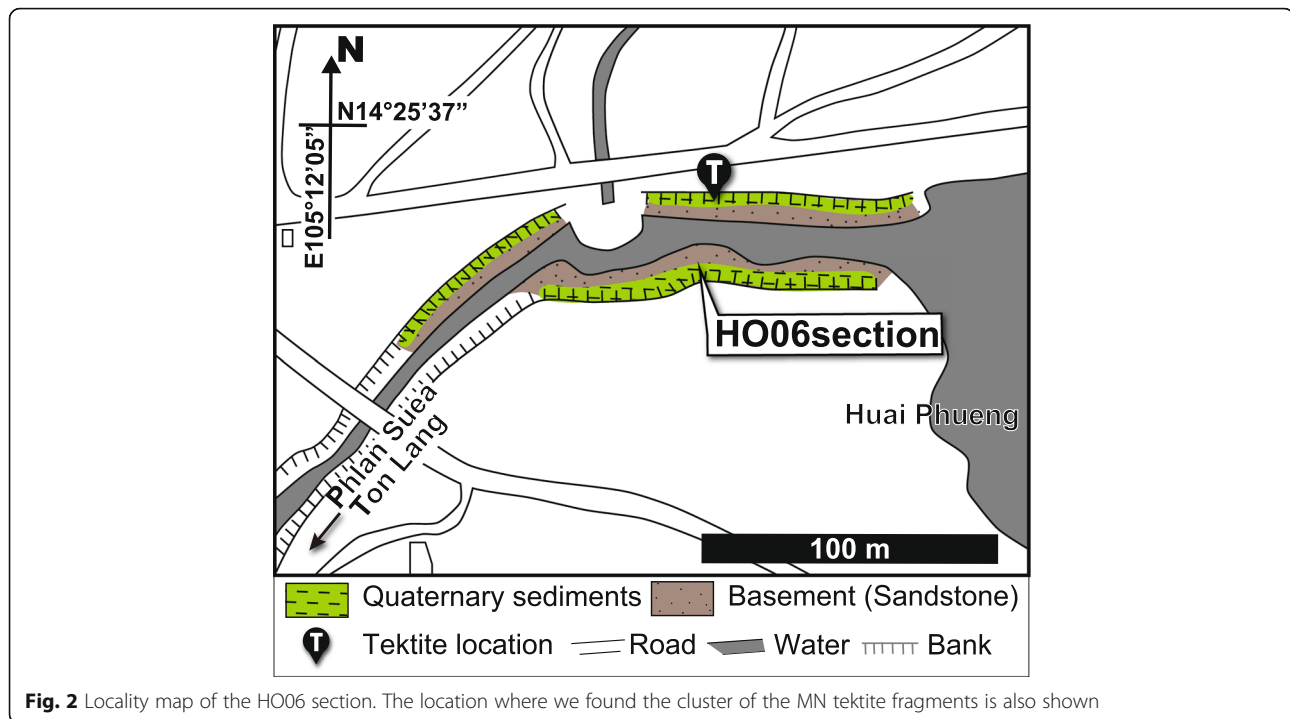 N
N14°25'37”
E105°12'05”
T
HO06section
Huai Phueng
Phlan Suea
Ton Lang
100 m
Quaternary sediments
Basement (Sandstone)
T
Tektite location
Road
Water
Bank
Fig. 2 Locality map of the HO06 section. The location where we found the cluster of the MN tektite fragments is also shown